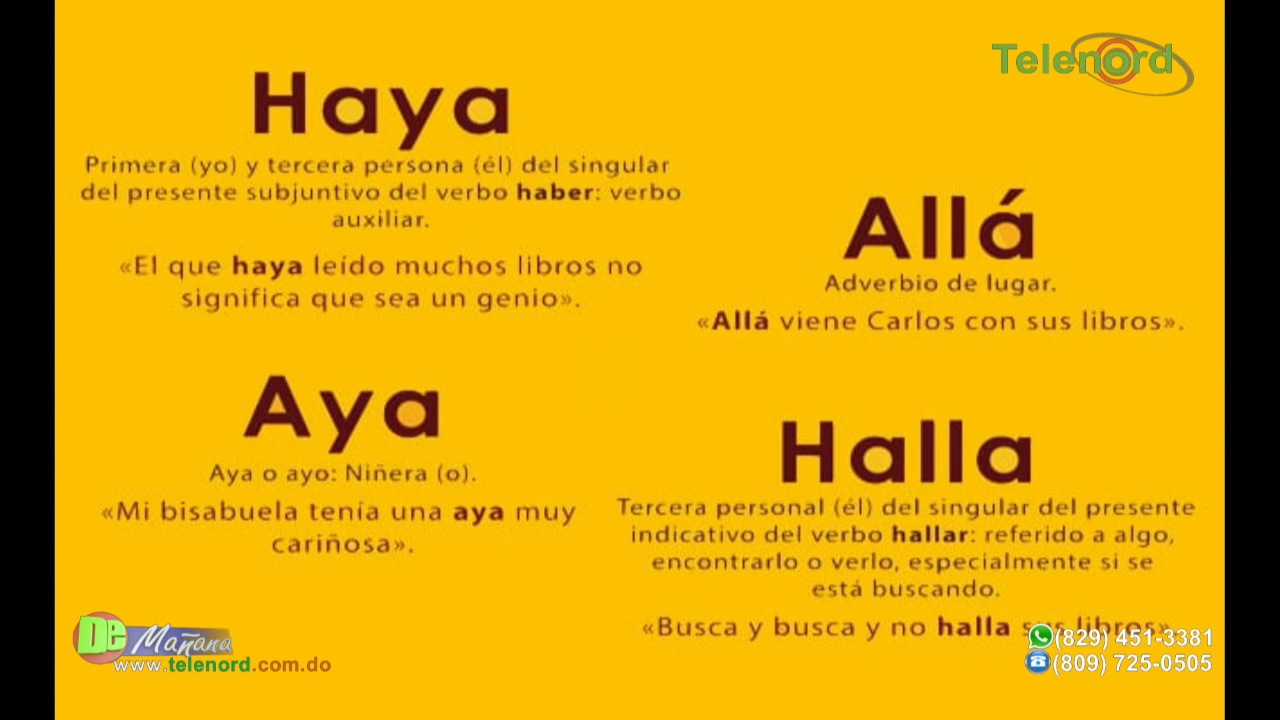 Telenord
Haya
Primera (yo) y tercera persona (él) del singular
del presente subjuntivo del verbo haber: verbo
auxiliar.
«El que haya leído muchos libros no
significa que sea un genio».
Allá
Adverbio de lugar.
«Allá viene Carlos con sus libros».
Aya
Aya o ayo: Niñera (o).
«Mi bisabuela tenía una aya muy
cariñosa».
Halla
Tercera personal (él) del singular del presente
indicativo del verbo hallar: referido a algo,
encontrarlo o verlo, especialmente si se
está buscando.
«Busca y busca y no halla sus libros».
De Mañana
www.telenord.com.do
(829) 451-3381
(809) 725-0505